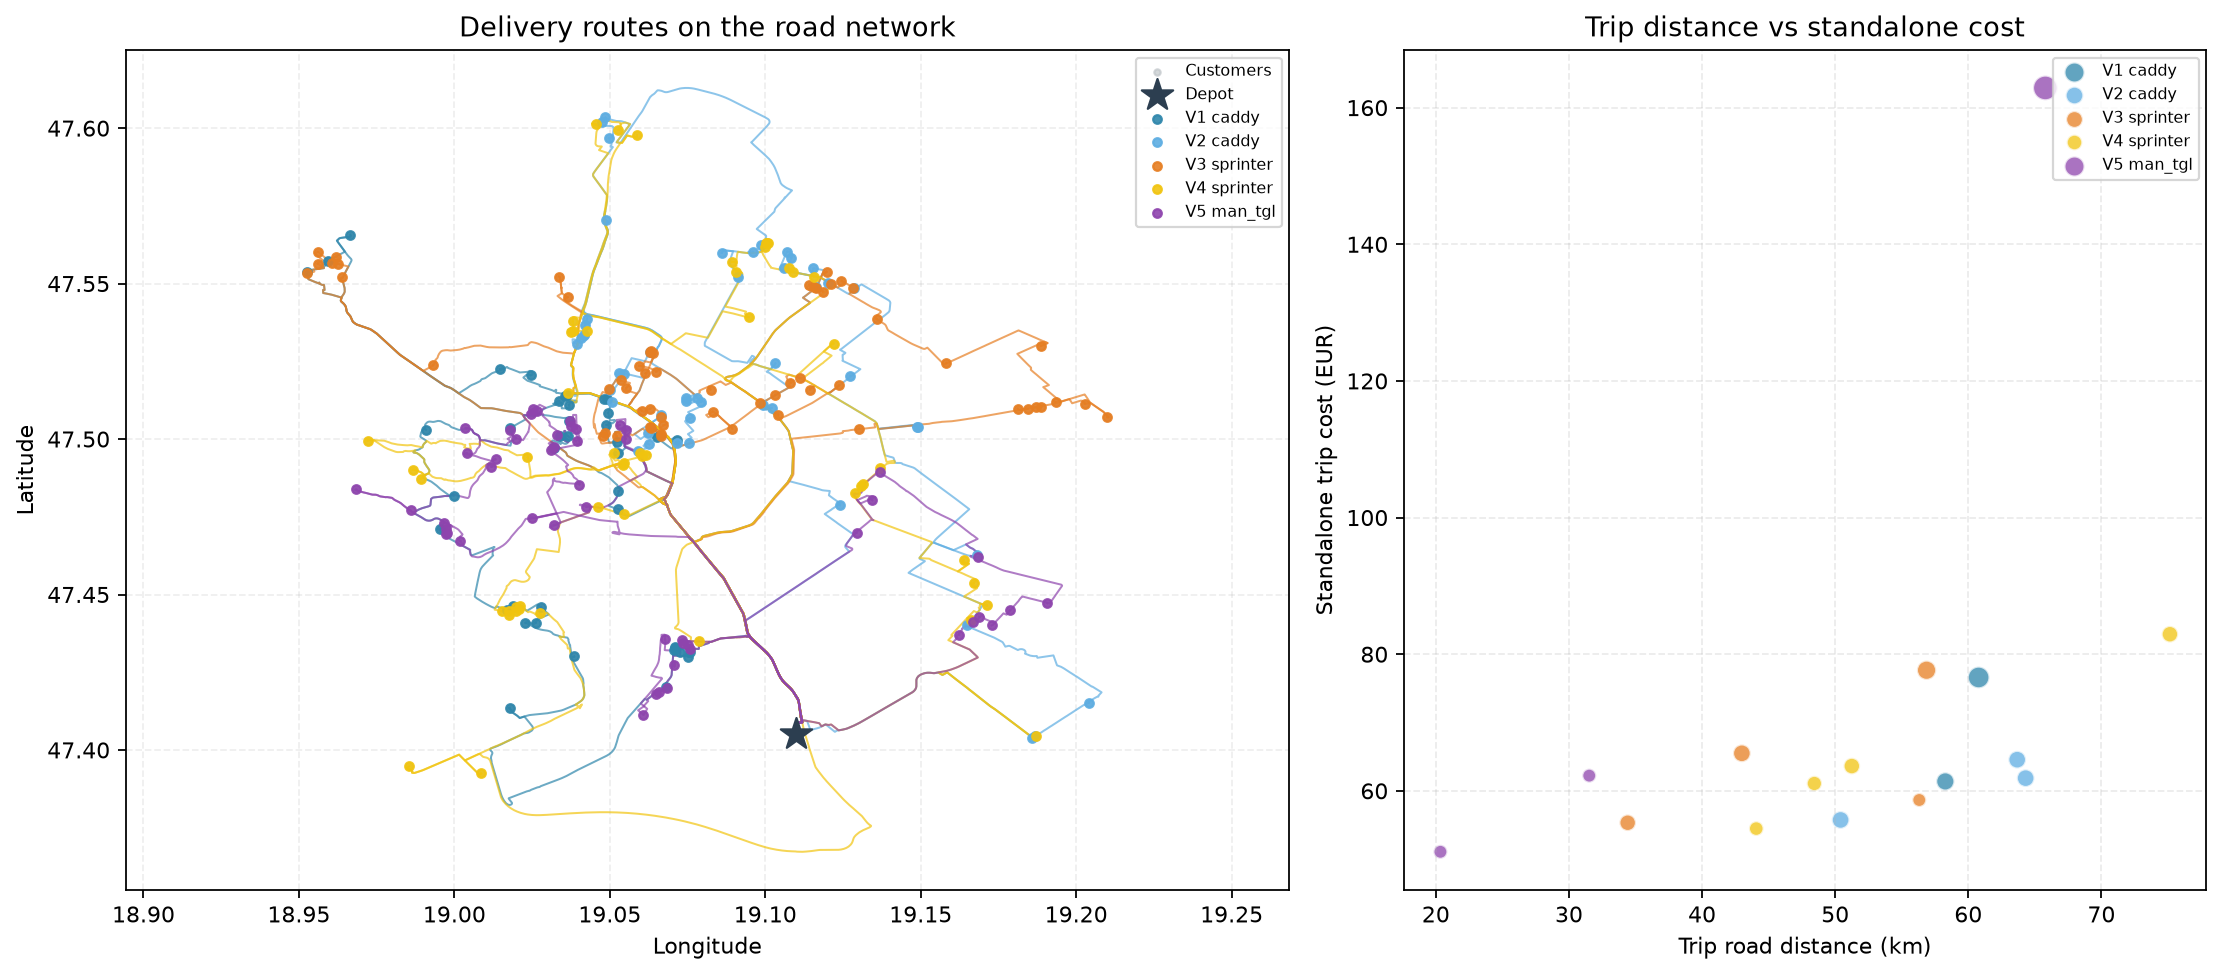 Delivery routes on the road network
Customers
Depot
V1 caddy
V2 caddy
V3 sprinter
V4 sprinter
V5 man_tgl
47.60
47.55
47.50
47.45
47.40
Latitude
18.90 18.95 19.00 19.05 19.10 19.15 19.20 19.25
Longitude
Trip distance vs standalone cost
V1 caddy
V2 caddy
V3 sprinter
V4 sprinter
V5 man_tgl
160
140
120
100
80
60
Standalone trip cost (EUR)
20 30 40 50 60 70
Trip road distance (km)